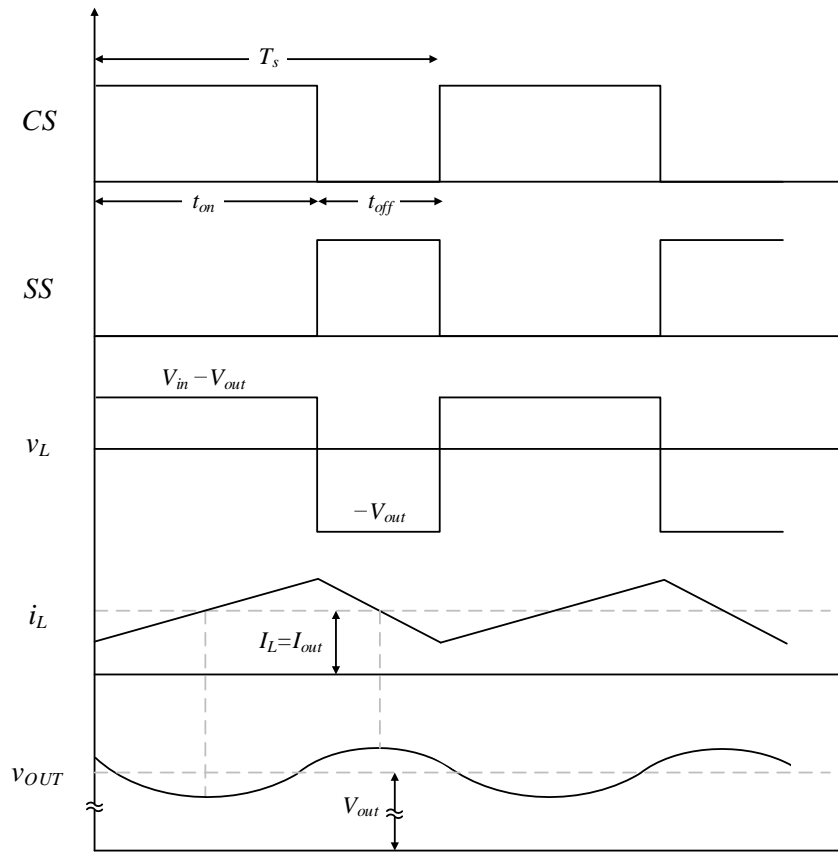 T_s
CS
t_on
t_off
SS
V_in − V_out
v_L
−V_out
i_L
I_L=I_out
v_OUT
V_out